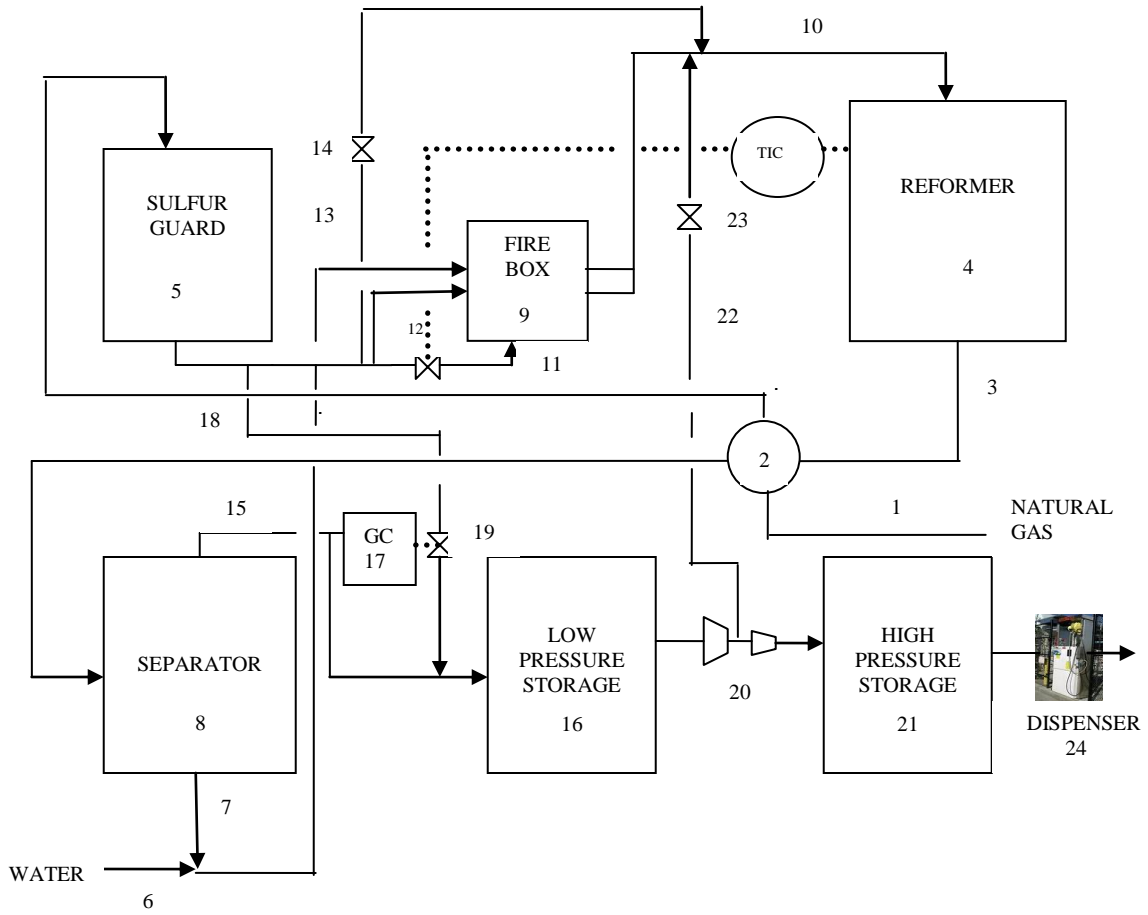 10
14
TIC
SULFUR
GUARD
REFORMER
13
23
FIRE
BOX
5
4
9
22
12
11
3
18
2
15
1
NATURAL
GAS
GC
17
19
SEPARATOR
LOW
PRESSURE
STORAGE
HIGH
PRESSURE
STORAGE
20
8
16
21
DISPENSER
24
7
WATER
6